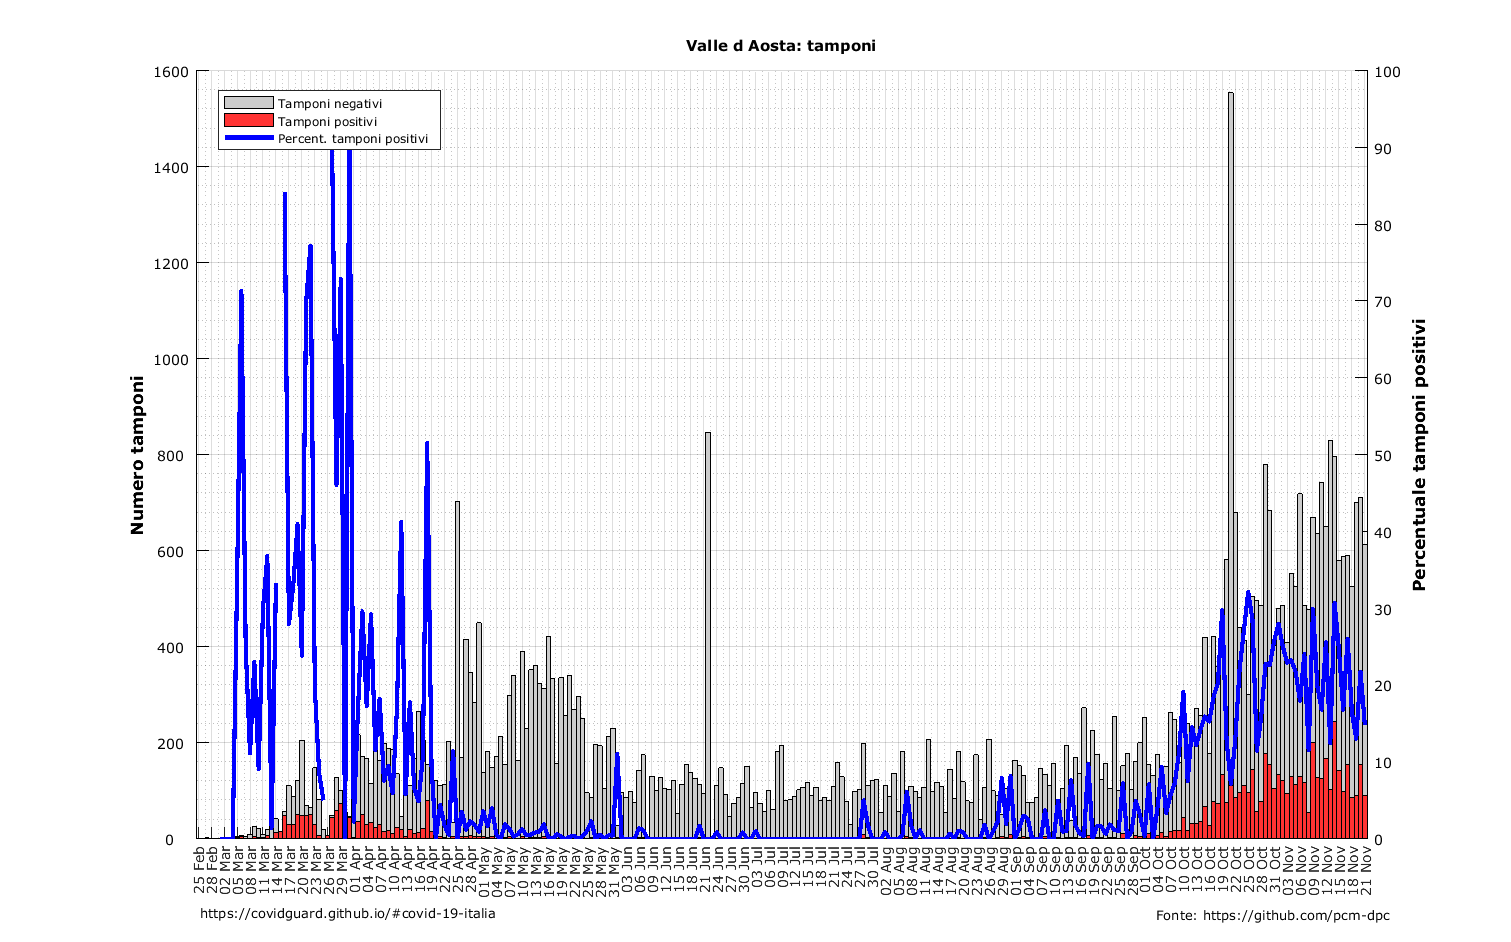 Valle d Aosta: tamponi
Tamponi negativi
Tamponi positivi
Percent. tamponi positivi
Numero tamponi
1600
1400
1200
1000
800
600
400
200
0
Percentuale tamponi positivi
100
90
80
70
60
50
40
30
20
10
0
25 Feb
28 Feb
02 Mar
05 Mar
08 Mar
11 Mar
14 Mar
17 Mar
20 Mar
23 Mar
26 Mar
29 Mar
01 Apr
04 Apr
07 Apr
10 Apr
13 Apr
16 Apr
19 Apr
22 Apr
25 Apr
28 Apr
01 May
04 May
07 May
10 May
13 May
16 May
19 May
22 May
25 May
28 May
31 May
03 Jun
06 Jun
09 Jun
12 Jun
15 Jun
18 Jun
21 Jun
24 Jun
27 Jun
30 Jun
03 Jul
06 Jul
09 Jul
12 Jul
15 Jul
18 Jul
21 Jul
24 Jul
27 Jul
30 Jul
02 Aug
05 Aug
08 Aug
11 Aug
14 Aug
17 Aug
20 Aug
23 Aug
26 Aug
29 Aug
01 Sep
04 Sep
07 Sep
10 Sep
13 Sep
16 Sep
19 Sep
22 Sep
25 Sep
28 Sep
01 Oct
04 Oct
07 Oct
10 Oct
13 Oct
16 Oct
19 Oct
22 Oct
25 Oct
28 Oct
31 Oct
03 Nov
06 Nov
09 Nov
12 Nov
15 Nov
18 Nov
21 Nov
https://covidguard.github.io/#covid-19-italia
Fonte: https://github.com/pcm-dpc